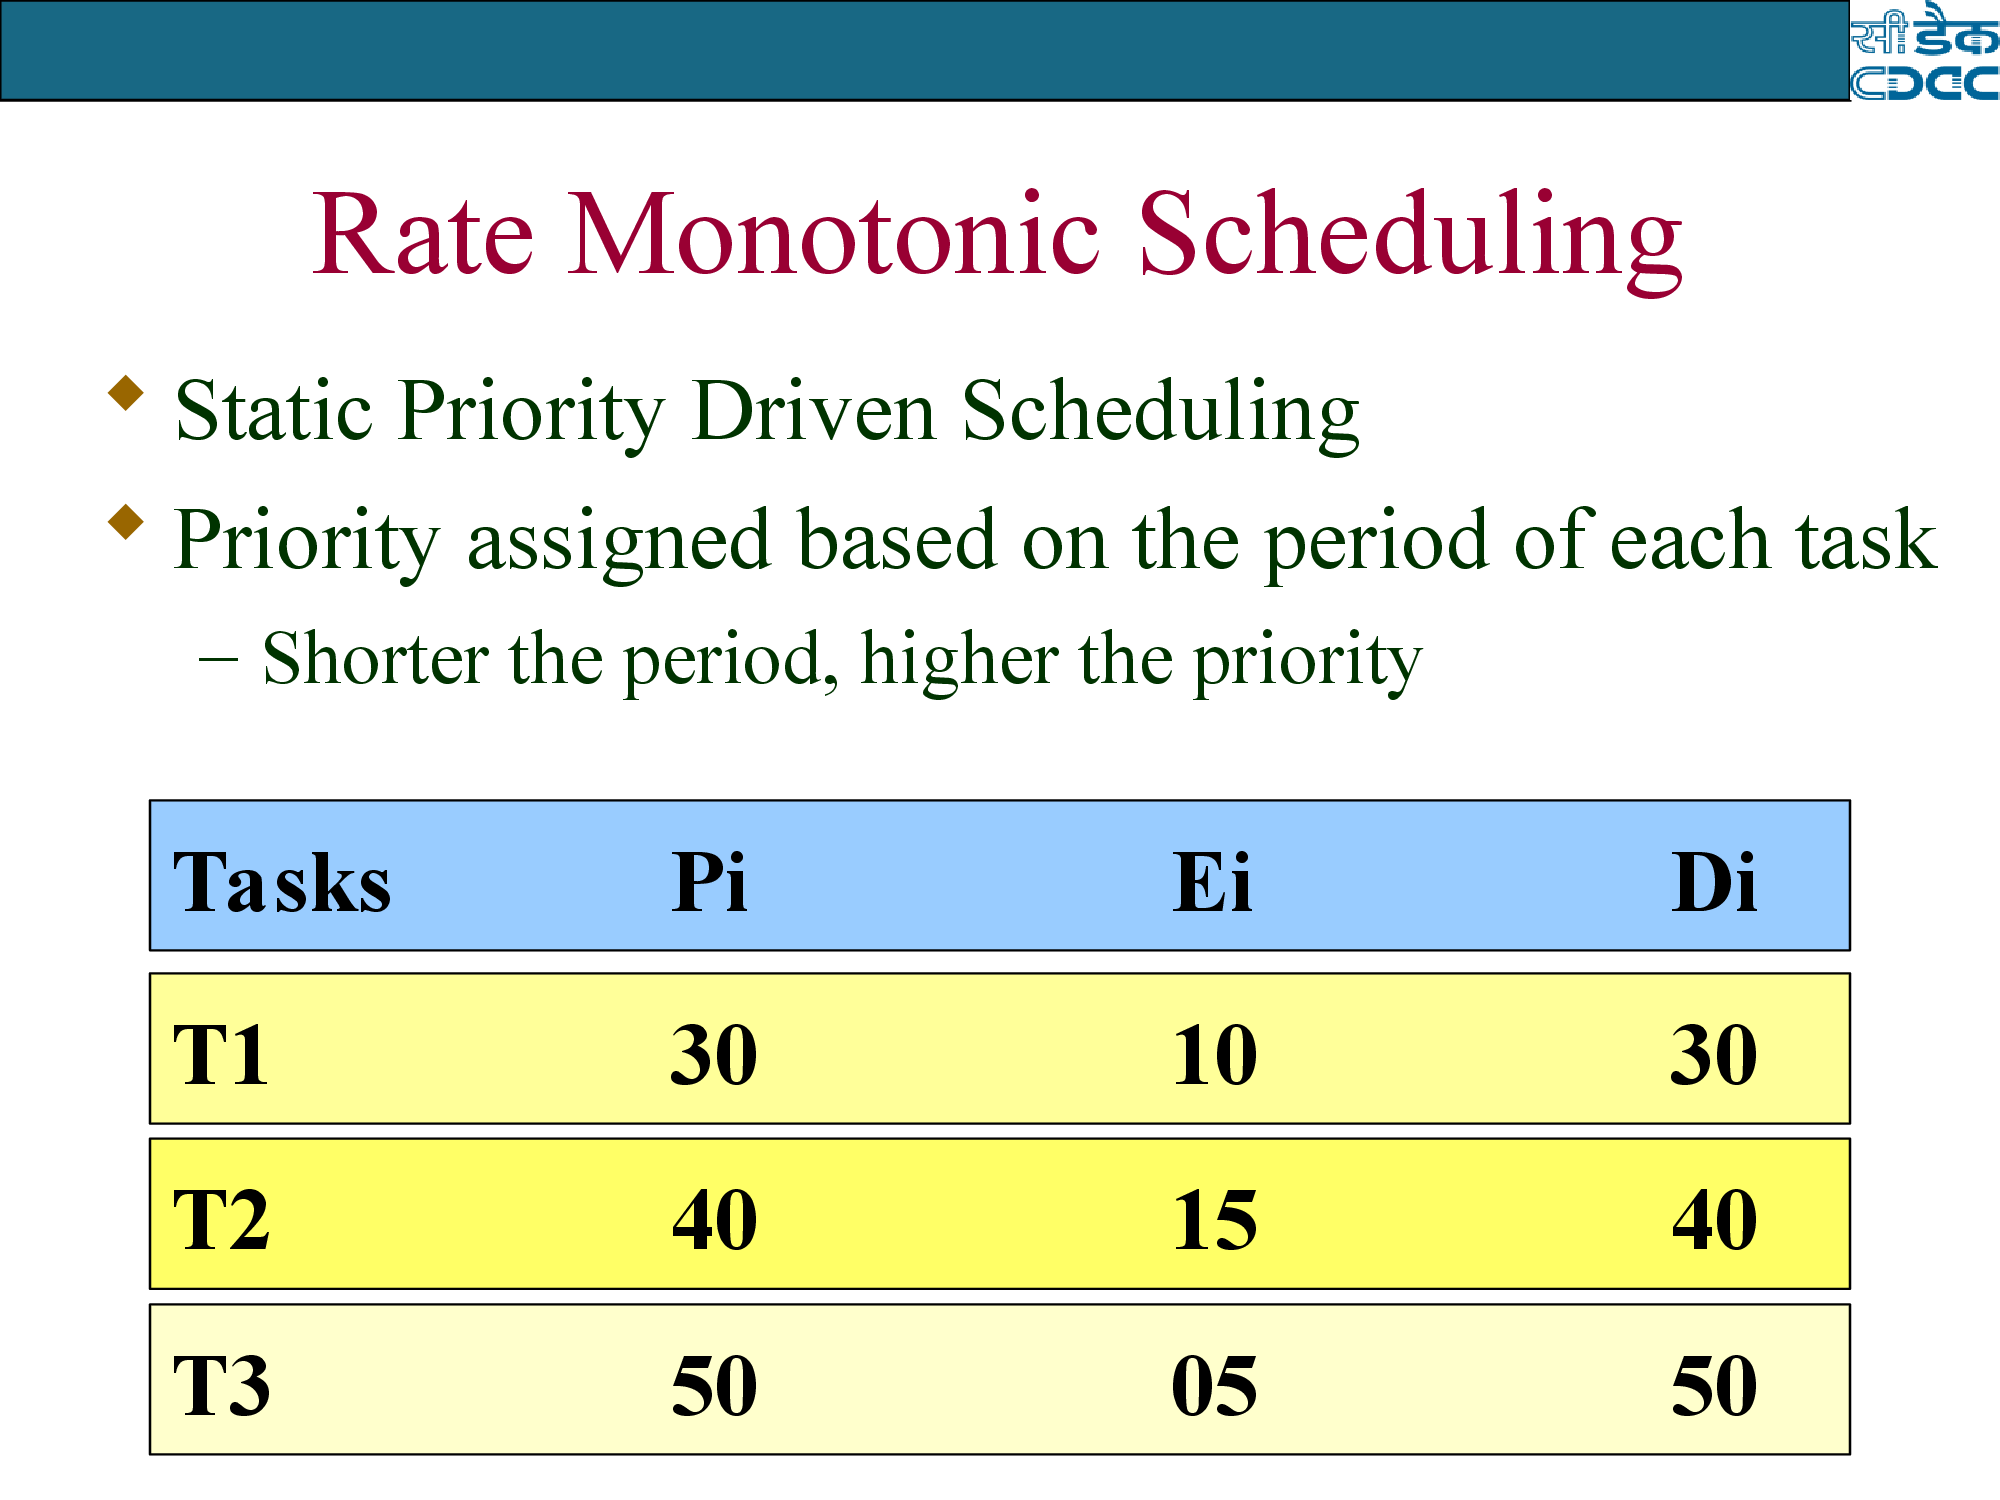 सी डैक
CDAC
Rate Monotonic Scheduling
Static Priority Driven Scheduling
Priority assigned based on the period of each task
– Shorter the period, higher the priority
Tasks Pi Ei Di
T1 30 10 30
T2 40 15 40
T3 50 05 50